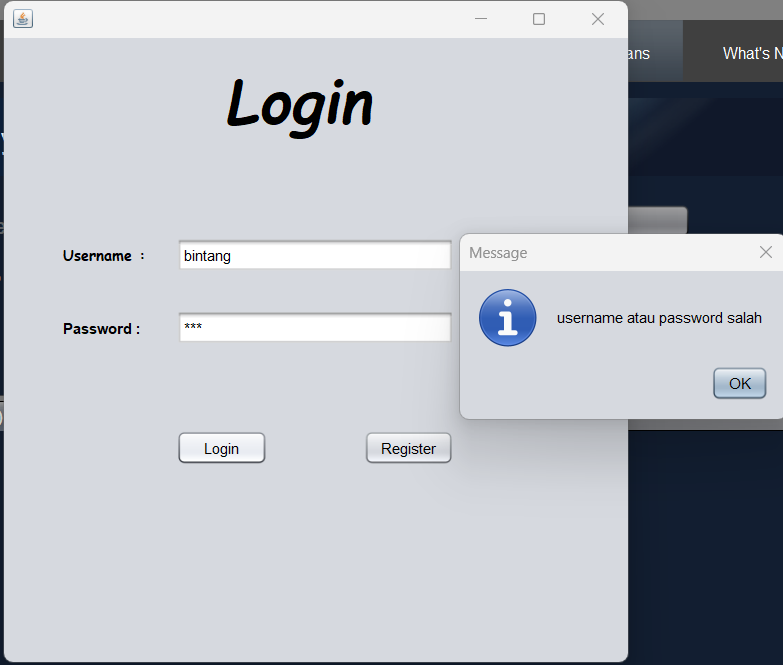 ans
What's N
Login
Username :
bintang
Password :
***
Login
Register
Message
username atau password salah
OK